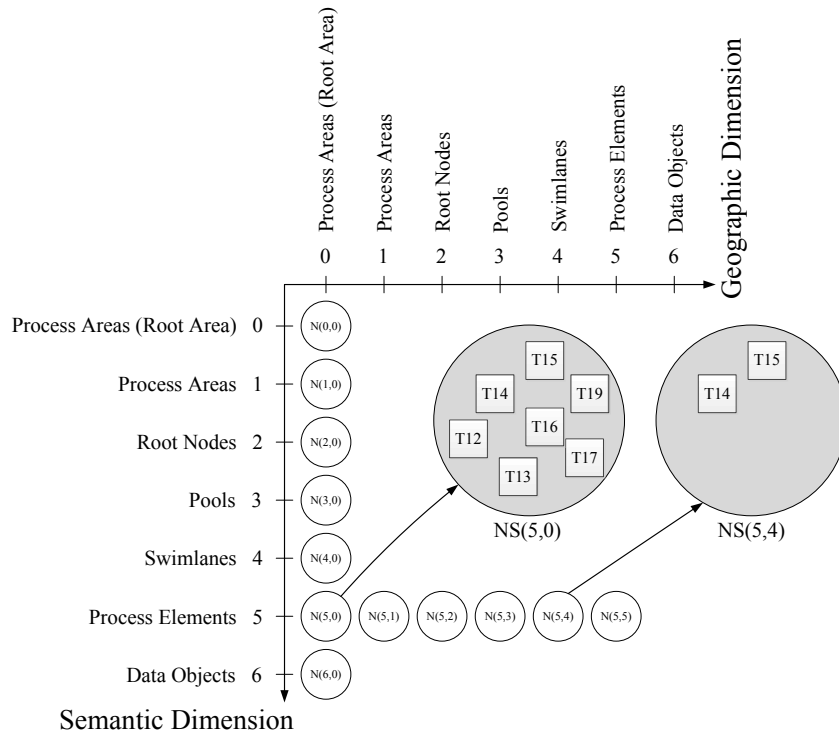 Process Areas (Root Area)
Process Areas
Root Nodes
Pools
Swimlanes
Process Elements
Data Objects
Geographic Dimension
0 1 2 3 4 5 6
Process Areas (Root Area) 0 N(0,0)
Process Areas 1 N(1,0)
Root Nodes 2 N(2,0)
Pools 3 N(3,0)
Swimlanes 4 N(4,0)
Process Elements 5 N(5,0) N(5,1) N(5,2) N(5,3) N(5,4) N(5,5)
Data Objects 6 N(6,0)
Semantic Dimension
T15
T14 T19
T16
T12
T17
T13
NS(5,0)
T15
T14
NS(5,4)